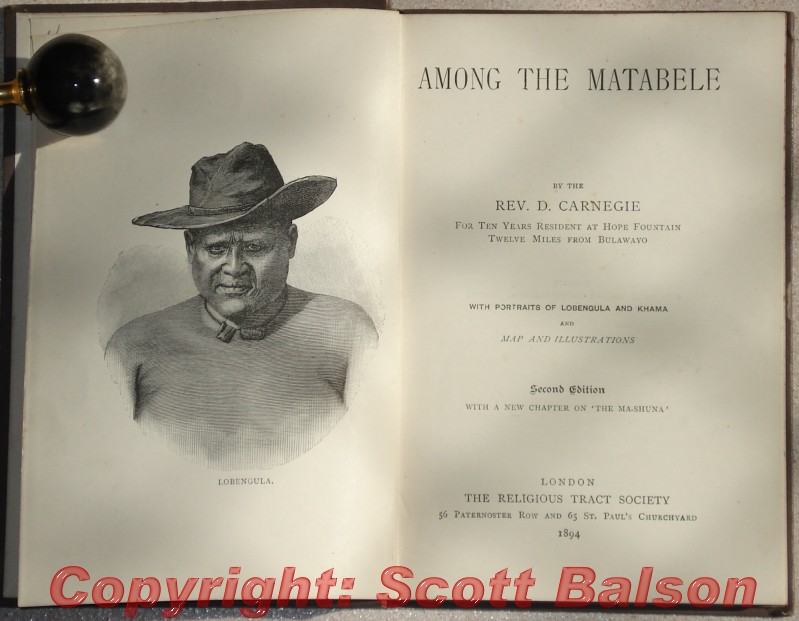 LOBENGULA.
AMONG THE MATABELE
BY THE
REV. D. CARNEGIE
FOR TEN YEARS RESIDENT AT HOPE FOUNTAIN
TWELVE MILES FROM BULAWAYO
WITH PORTRAITS OF LOBENGULA AND KHAMA
AND
MAP AND ILLUSTRATIONS
Second Edition
WITH A NEW CHAPTER ON 'THE MA-SHUNA'
LONDON
THE RELIGIOUS TRACT SOCIETY
56 PATERNOSTER ROW AND 65 ST. PAUL'S CHURCHYARD
1894
Copyright: Scott Balson